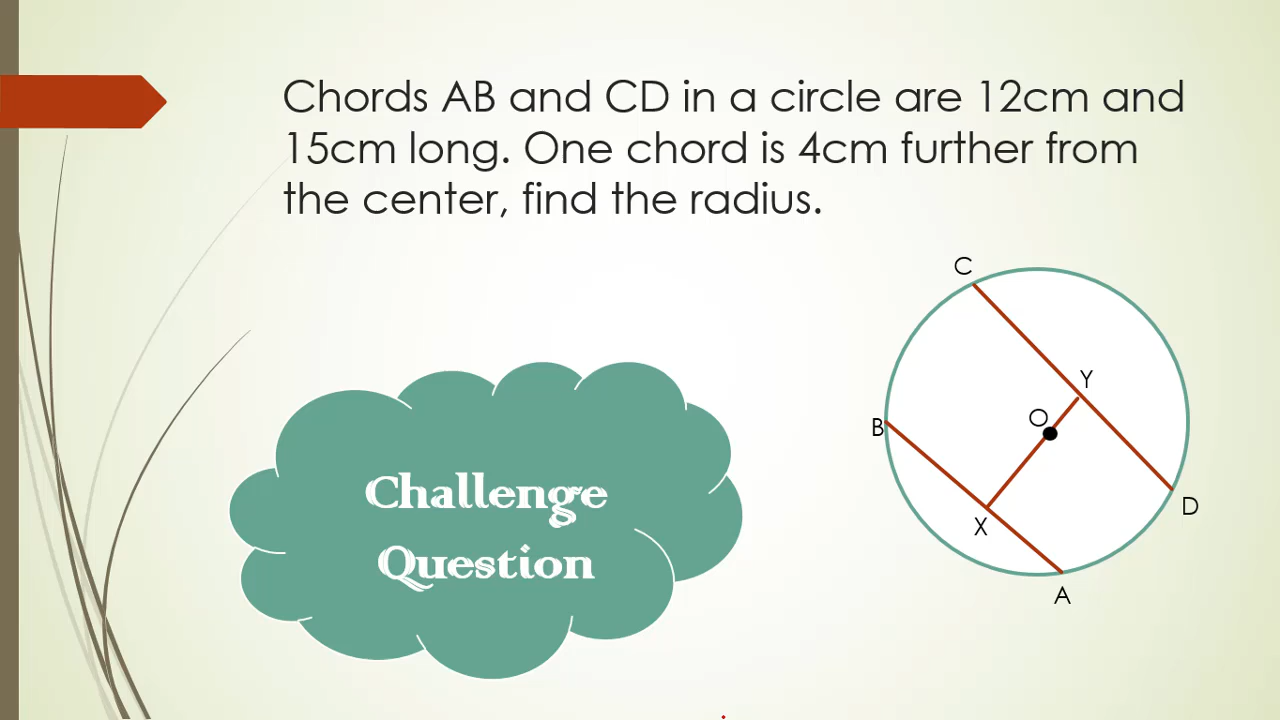 Chords AB and CD in a circle are 12cm and
15cm long. One chord is 4cm further from
the center, find the radius.
C
Y
O
B
X
D
A
Challenge
Question